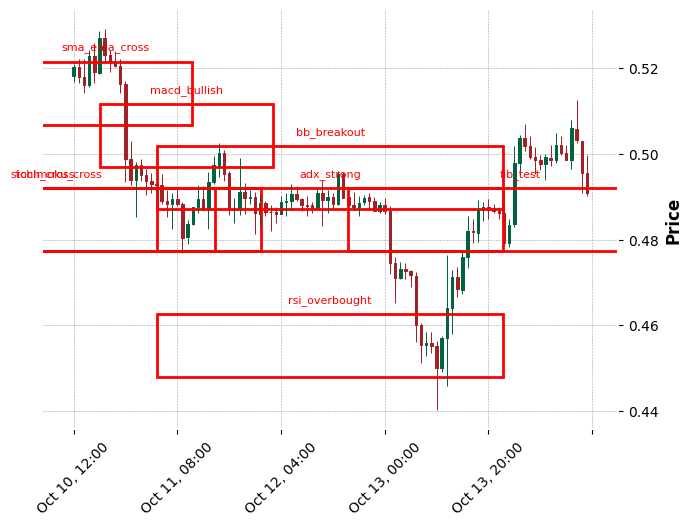 sma_ema_cross
macd_bullish
bb_breakout
adx_strong
fib_test
rsi_overbought
0.52
0.50
0.48
0.46
0.44
Price
Oct 10, 12:00
Oct 11, 08:00
Oct 12, 04:00
Oct 13, 00:00
Oct 13, 20:00